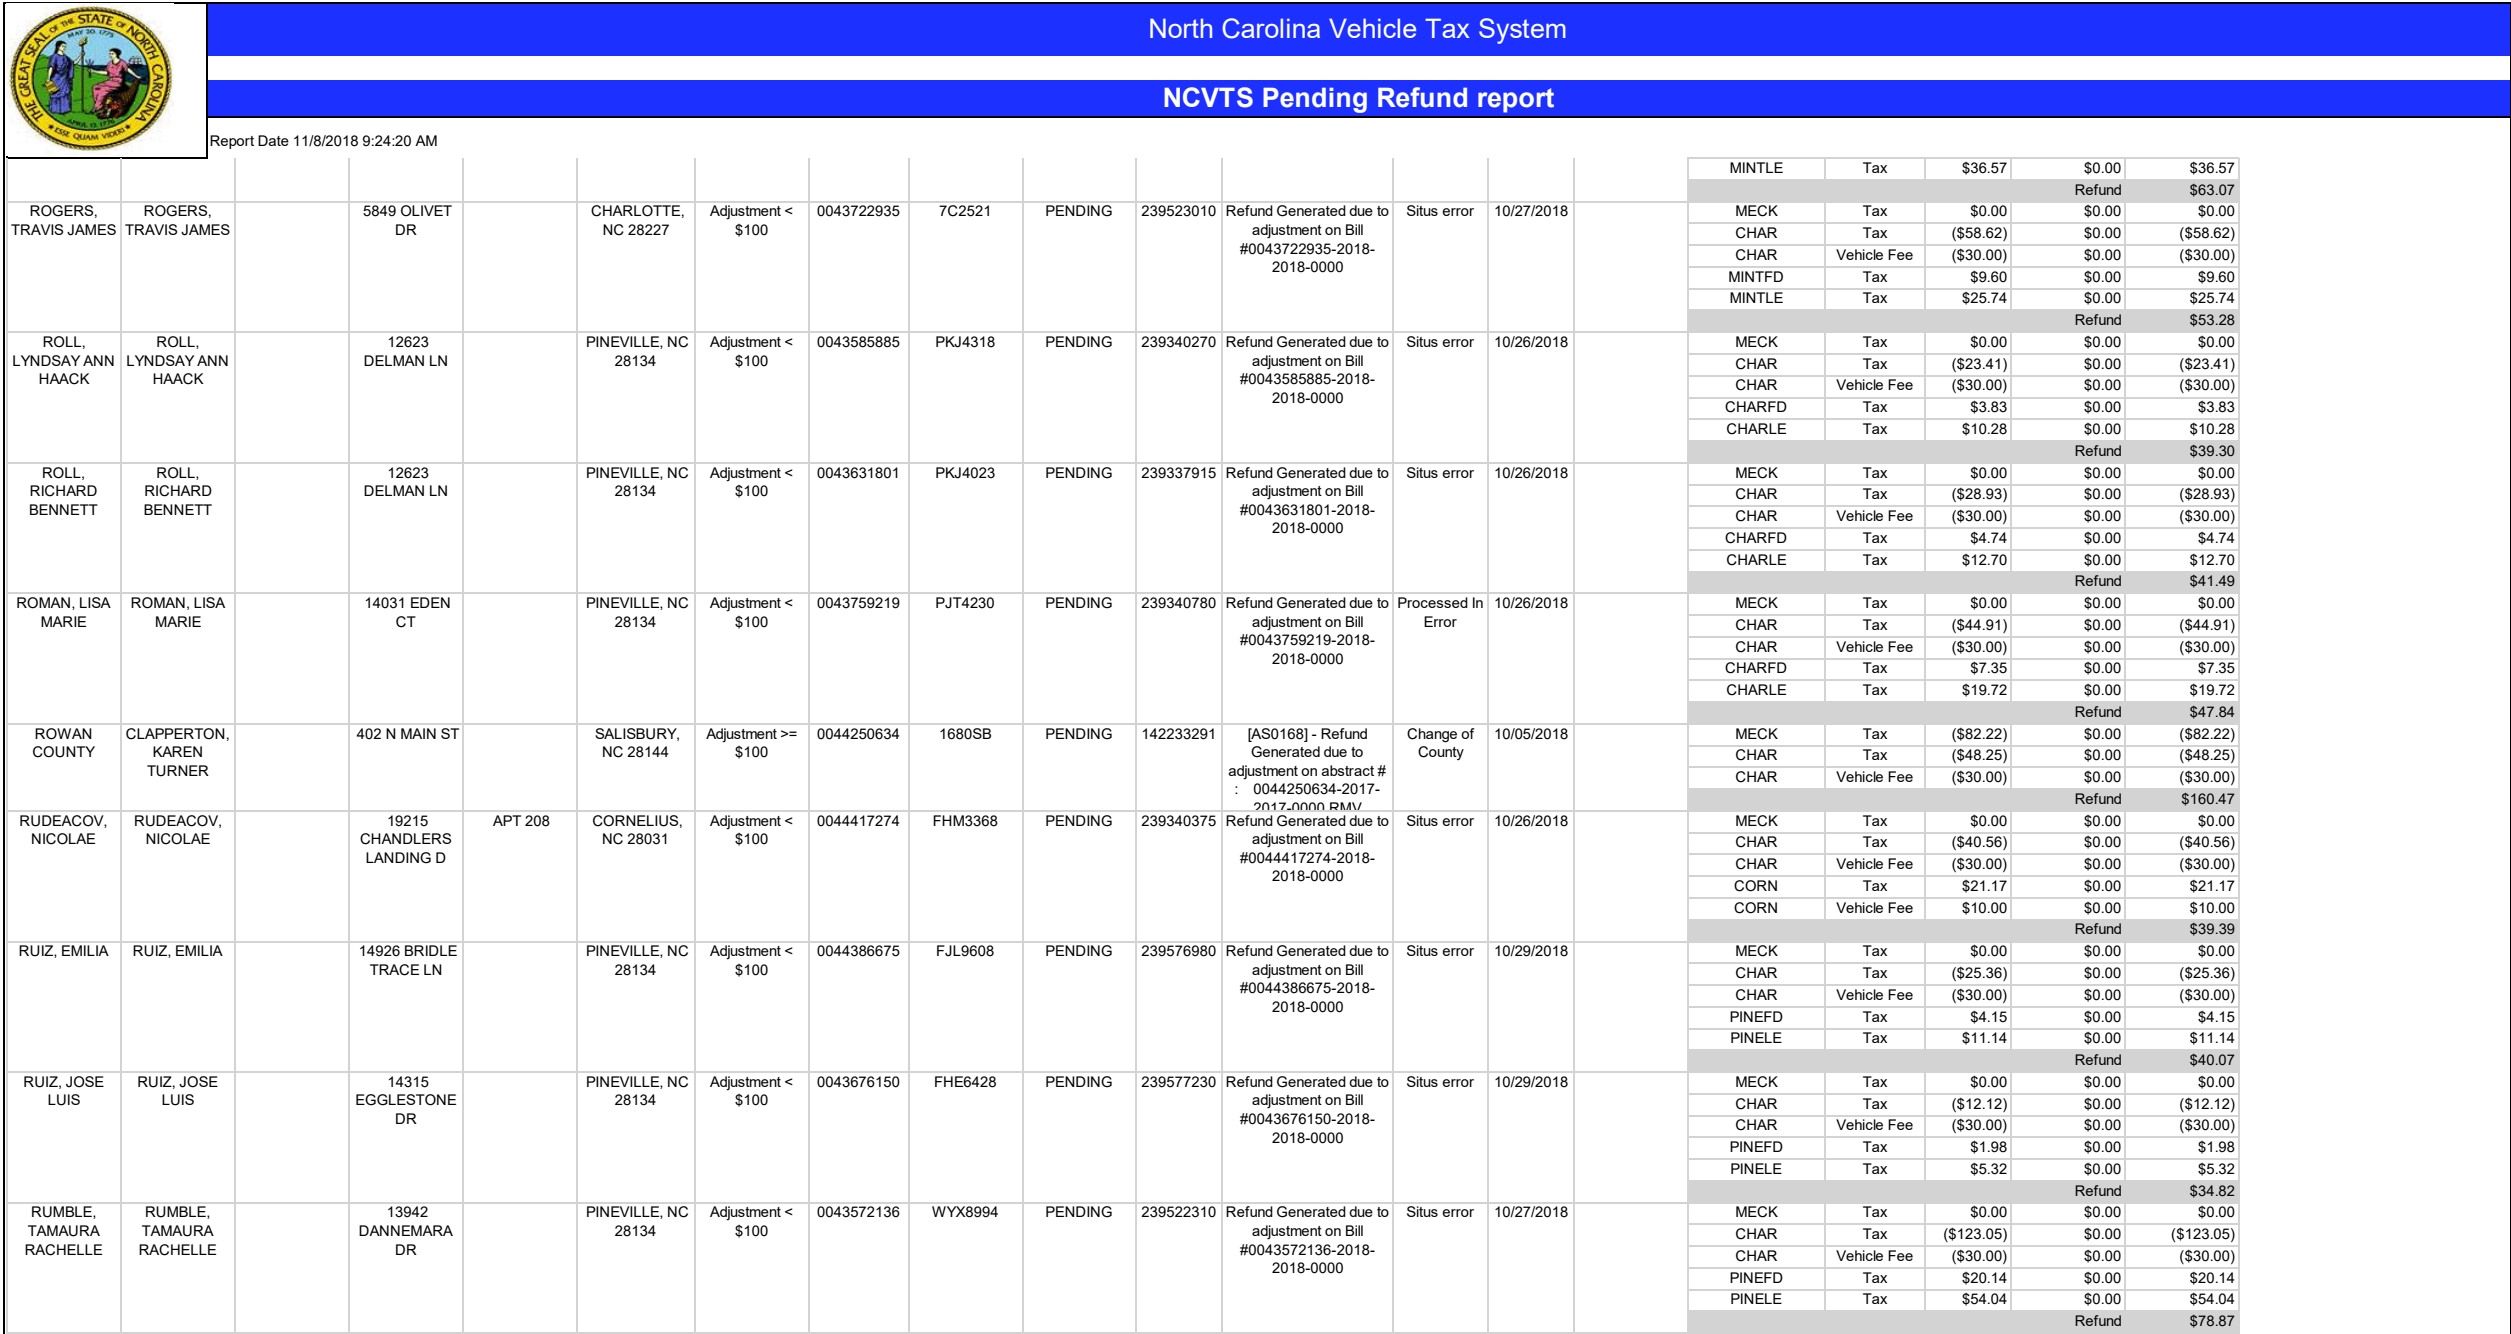 THE GREAT SEAL OF THE STATE OF NORTH CAROLINA
MAY 20, 1775
APRIL 12, 1776
ESSE QUAM VIDERI
North Carolina Vehicle Tax System
NCVTS Pending Refund report
Report Date 11/8/2018 9:24:20 AM
MINTLE Tax $36.57 $0.00 $36.57
Refund $63.07
ROGERS, ROGERS, 5849 OLIVET CHARLOTTE, Adjustment < 0043722935 7C2521 PENDING 239523010 Refund Generated due to Situs error 10/27/2018 MECK Tax $0.00 $0.00 $0.00
TRAVIS JAMES TRAVIS JAMES DR NC 28227 $100 adjustment on Bill CHAR Tax ($58.62) $0.00 ($58.62)
#0043722935-2018- CHAR Vehicle Fee ($30.00) $0.00 ($30.00)
2018-0000 MINTFD Tax $9.60 $0.00 $9.60
MINTLE Tax $25.74 $0.00 $25.74
Refund $53.28
ROLL, ROLL, 12623 PINEVILLE, NC Adjustment < 0043585885 PKJ4318 PENDING 239340270 Refund Generated due to Situs error 10/26/2018 MECK Tax $0.00 $0.00 $0.00
LYNDSAY ANN LYNDSAY ANN DELMAN LN 28134 $100 adjustment on Bill CHAR Tax ($23.41) $0.00 ($23.41)
HAACK HAACK #0043585885-2018- CHAR Vehicle Fee ($30.00) $0.00 ($30.00)
2018-0000 CHARFD Tax $3.83 $0.00 $3.83
CHARLE Tax $10.28 $0.00 $10.28
Refund $39.30
ROLL, ROLL, 12623 PINEVILLE, NC Adjustment < 0043631801 PKJ4023 PENDING 239337915 Refund Generated due to Situs error 10/26/2018 MECK Tax $0.00 $0.00 $0.00
RICHARD RICHARD DELMAN LN 28134 $100 adjustment on Bill CHAR Tax ($28.93) $0.00 ($28.93)
BENNETT BENNETT #0043631801-2018- CHAR Vehicle Fee ($30.00) $0.00 ($30.00)
2018-0000 CHARFD Tax $4.74 $0.00 $4.74
CHARLE Tax $12.70 $0.00 $12.70
Refund $41.49
ROMAN, LISA ROMAN, LISA 14031 EDEN PINEVILLE, NC Adjustment < 0043759219 PJT4230 PENDING 239340780 Refund Generated due to Processed In 10/26/2018 MECK Tax $0.00 $0.00 $0.00
MARIE MARIE CT 28134 $100 adjustment on Bill Error CHAR Tax ($44.91) $0.00 ($44.91)
#0043759219-2018- CHAR Vehicle Fee ($30.00) $0.00 ($30.00)
2018-0000 CHARFD Tax $7.35 $0.00 $7.35
CHARLE Tax $19.72 $0.00 $19.72
Refund $47.84
ROWAN CLAPPERTON, 402 N MAIN ST SALISBURY, Adjustment >= 0044250634 1680SB PENDING 142233291 [AS0168] - Refund Change of 10/05/2018 MECK Tax ($82.22) $0.00 ($82.22)
COUNTY KAREN NC 28144 $100 Generated due to County CHAR Tax ($48.25) $0.00 ($48.25)
TURNER adjustment on abstract # CHAR Vehicle Fee ($30.00) $0.00 ($30.00)
: 0044250634-2017- Refund $160.47
2017-0000 RMV
RUDEACOV, RUDEACOV, 19215 APT 208 CORNELIUS, Adjustment < 0044417274 FHM3368 PENDING 239340375 Refund Generated due to Situs error 10/26/2018 MECK Tax $0.00 $0.00 $0.00
NICOLAE NICOLAE CHANDLERS NC 28031 $100 adjustment on Bill CHAR Tax ($40.56) $0.00 ($40.56)
LANDING D #0044417274-2018- CHAR Vehicle Fee ($30.00) $0.00 ($30.00)
2018-0000 CORN Tax $21.17 $0.00 $21.17
CORN Vehicle Fee $10.00 $0.00 $10.00
Refund $39.39
RUIZ, EMILIA RUIZ, EMILIA 14926 BRIDLE PINEVILLE, NC Adjustment < 0044386675 FJL9608 PENDING 239576980 Refund Generated due to Situs error 10/29/2018 MECK Tax $0.00 $0.00 $0.00
TRACE LN 28134 $100 adjustment on Bill CHAR Tax ($25.36) $0.00 ($25.36)
#0044386675-2018- CHAR Vehicle Fee ($30.00) $0.00 ($30.00)
2018-0000 PINEFD Tax $4.15 $0.00 $4.15
PINELE Tax $11.14 $0.00 $11.14
Refund $40.07
RUIZ, JOSE RUIZ, JOSE 14315 PINEVILLE, NC Adjustment < 0043676150 FHE6428 PENDING 239577230 Refund Generated due to Situs error 10/29/2018 MECK Tax $0.00 $0.00 $0.00
LUIS LUIS EGGLESTONE 28134 $100 adjustment on Bill CHAR Tax ($12.12) $0.00 ($12.12)
DR #0043676150-2018- CHAR Vehicle Fee ($30.00) $0.00 ($30.00)
2018-0000 PINEFD Tax $1.98 $0.00 $1.98
PINELE Tax $5.32 $0.00 $5.32
Refund $34.82
RUMBLE, RUMBLE, 13942 PINEVILLE, NC Adjustment < 0043572136 WYX8994 PENDING 239522310 Refund Generated due to Situs error 10/27/2018 MECK Tax $0.00 $0.00 $0.00
TAMAURA TAMAURA DANNEMARA 28134 $100 adjustment on Bill CHAR Tax ($123.05) $0.00 ($123.05)
RACHELLE RACHELLE DR #0043572136-2018- CHAR Vehicle Fee ($30.00) $0.00 ($30.00)
2018-0000 PINEFD Tax $20.14 $0.00 $20.14
PINELE Tax $54.04 $0.00 $54.04
Refund $78.87